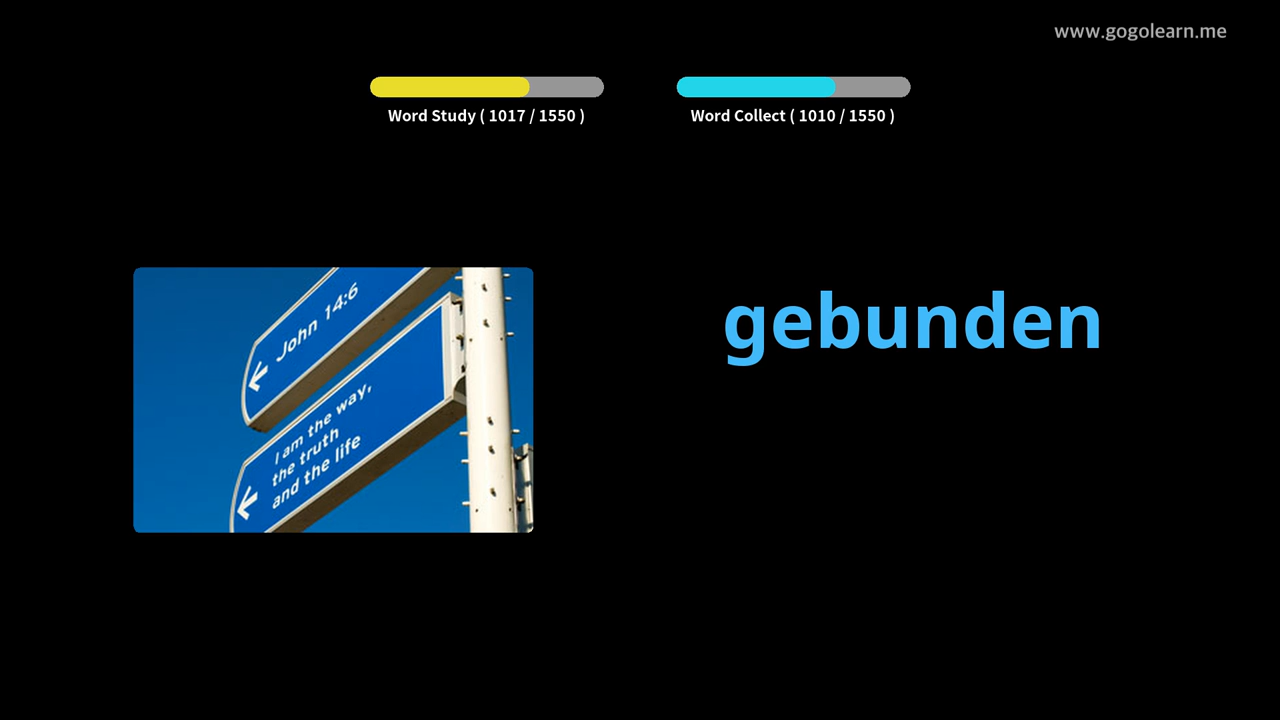 www.gogolearn.me
Word Study ( 1017 / 1550 )
Word Collect ( 1010 / 1550 )
John 14:6
I am the way,
the truth
and the life
gebunden